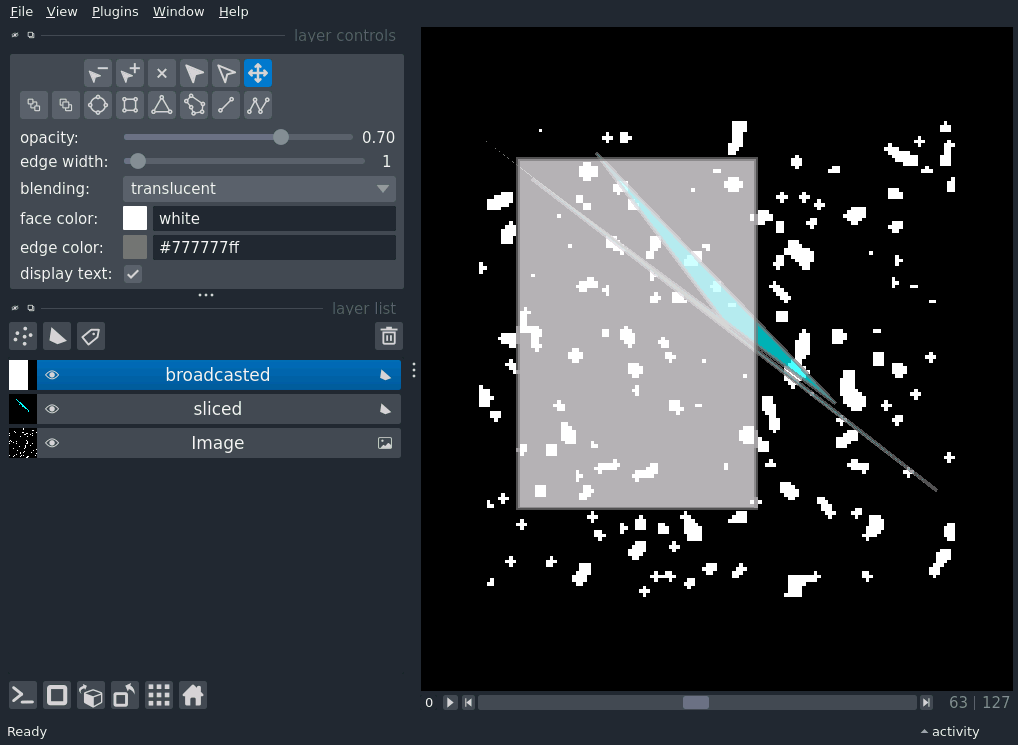 File View Plugins Window Help
layer controls
opacity: 0.70
edge width: 1
blending: translucent
face color: white
edge color: #777777ff
display text:
layer list
broadcasted
sliced
Image
0 63 | 127
Ready activity